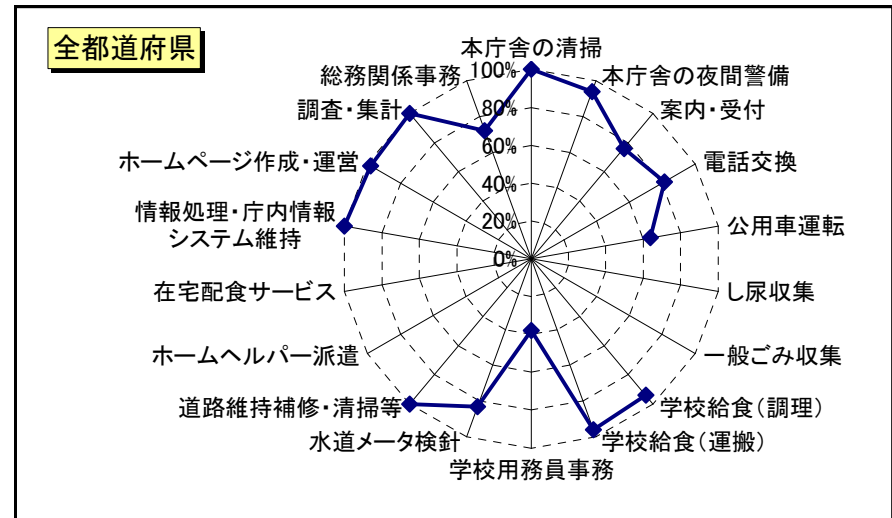 全都道府県
本庁舎の清掃
本庁舎の夜間警備
案内・受付
電話交換
公用車運転
し尿収集
一般ごみ収集
学校給食(調理)
学校給食(運搬)
学校用務員事務
水道メータ検針
道路維持補修・清掃等
ホームヘルパー派遣
在宅配食サービス
情報処理・庁内情報
システム維持
ホームページ作成・運営
調査・集計
総務関係事務
100%
80%
60%
40%
20%
0%